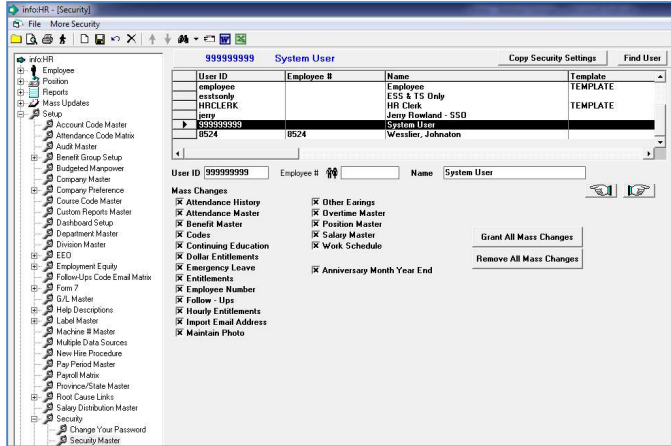 info:HR - [Security]
File More Security
999999999 System User Copy Security Settings Find User
User ID Employee # Name Template
employee Employee TEMPLATE
esstsonly ESS & TS Only
HRCLERK HR Clerk TEMPLATE
jerry Jerry Rowland - SSO
999999999 System User
8524 8524 Wesslier, Johnaton
User ID 999999999 Employee # Name System User
Mass Changes
Attendance History
Attendance Master
Benefit Master
Codes
Continuing Education
Dollar Entitlements
Emergency Leave
Entitlements
Employee Number
Follow - Ups
Hourly Entitlements
Import Email Address
Maintain Photo
Other Earings
Overtime Master
Position Master
Salary Master
Work Schedule
Anniversary Month Year End
Grant All Mass Changes
Remove All Mass Changes
info:HR
Employee
Position
Reports
Mass Updates
Setup
Account Code Master
Attendance Code Matrix
Audit Master
Benefit Group Setup
Budgeted Manpower
Company Master
Company Preference
Course Code Master
Custom Reports Master
Dashboard Setup
Department Master
Division Master
EEO
Employment Equity
Follow-Ups Code Email Matrix
Form 7
G/L Master
Help Descriptions
Label Master
Machine # Master
Multiple Data Sources
New Hire Procedure
Pay Period Master
Payroll Matrix
Province/State Master
Root Cause Links
Salary Distribution Master
Security
Change Your Password
Security Master